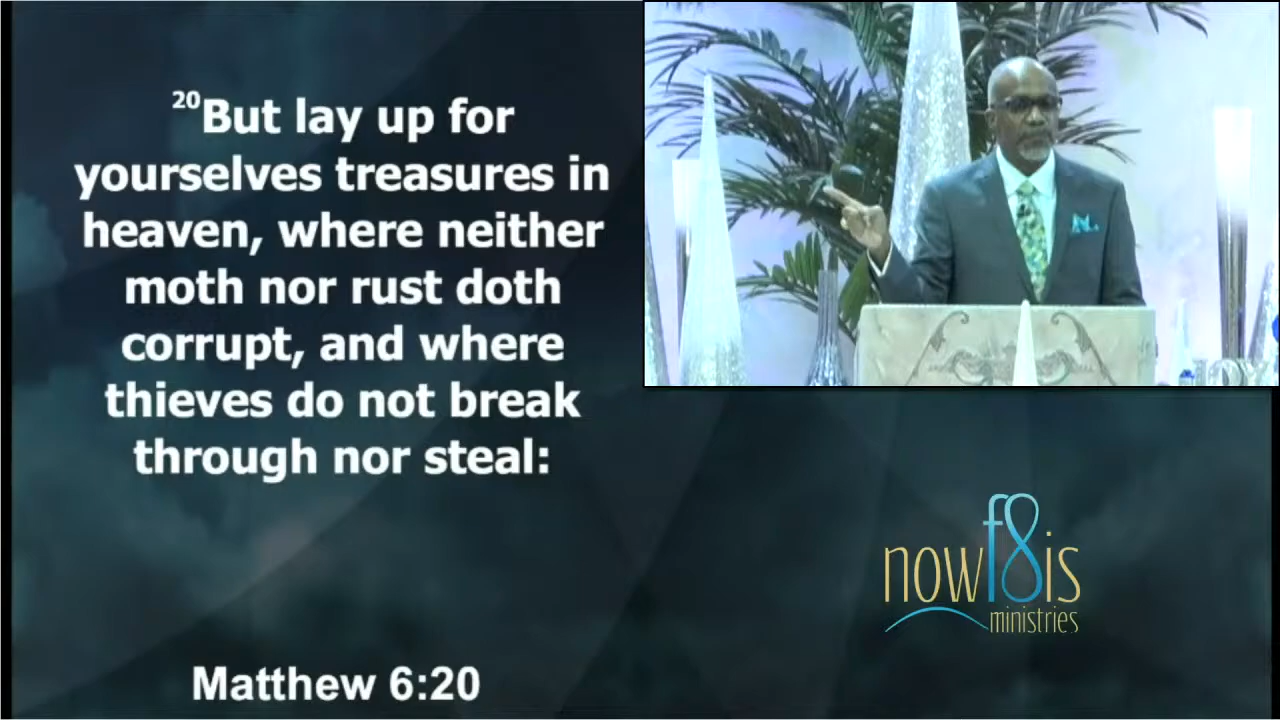 20But lay up for
yourselves treasures in
heaven, where neither
moth nor rust doth
corrupt, and where
thieves do not break
through nor steal:
Matthew 6:20
nowf8is
ministries